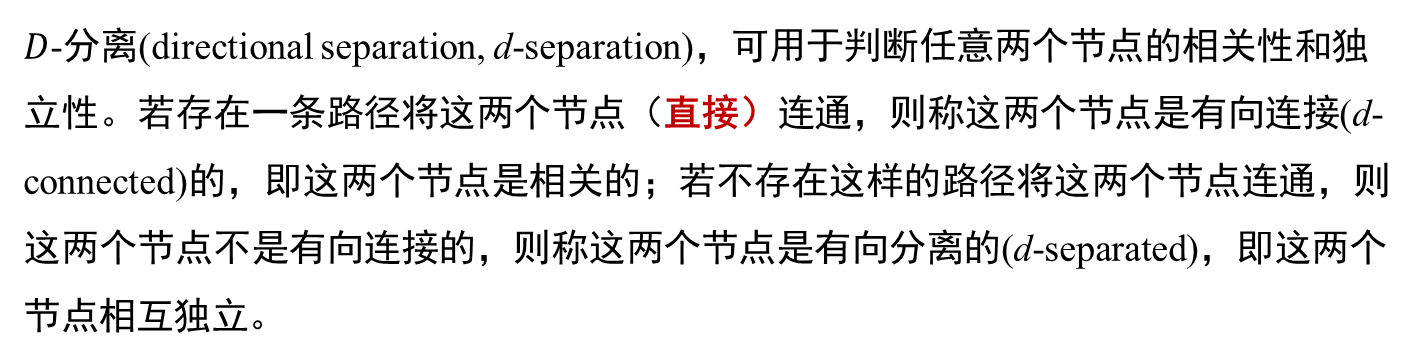 D-分离(directional separation, d-separation)，可用于判断任意两个节点的相关性和独
立性。若存在一条路径将这两个节点（直接）连通，则称这两个节点是有向连接(d-
connected)的，即这两个节点是相关的；若不存在这样的路径将这两个节点连通，则
这两个节点不是有向连接的，则称这两个节点是有向分离的(d-separated)，即这两个
节点相互独立。